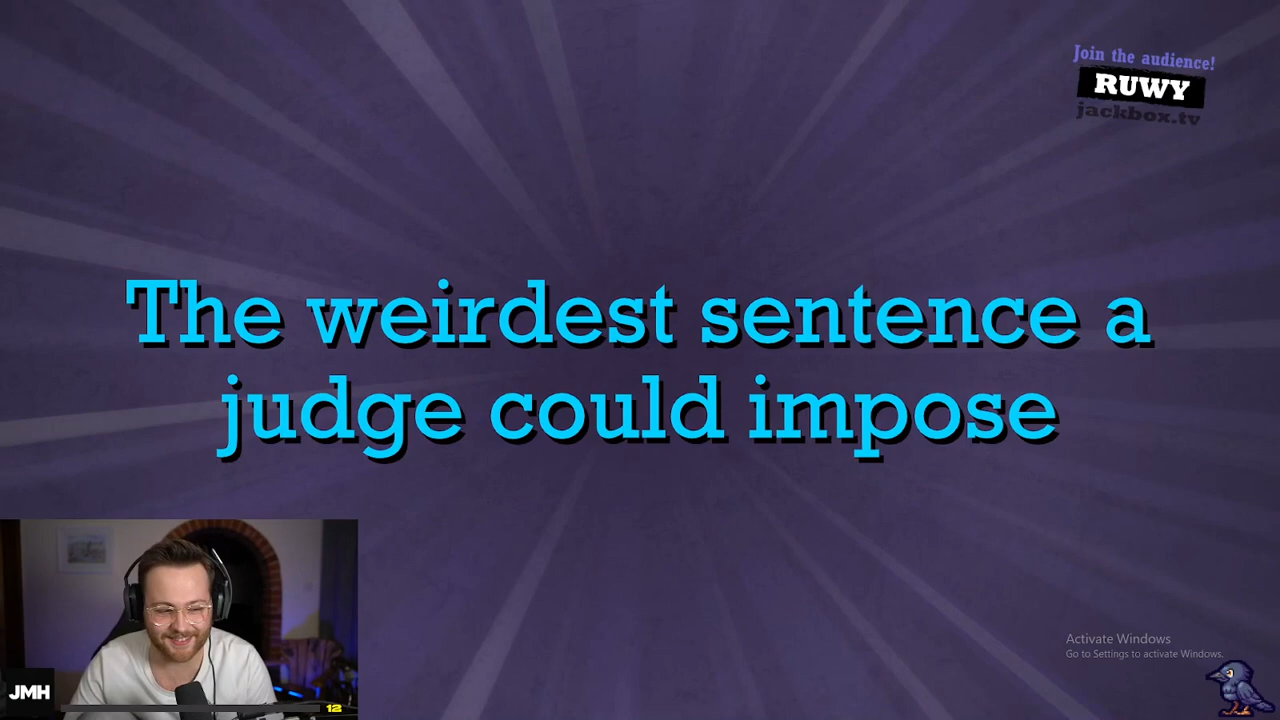 Join the audience!
RUWY
jackbox.tv
The weirdest sentence a
judge could impose
Activate Windows
Go to Settings to activate Windows.
JMH
12